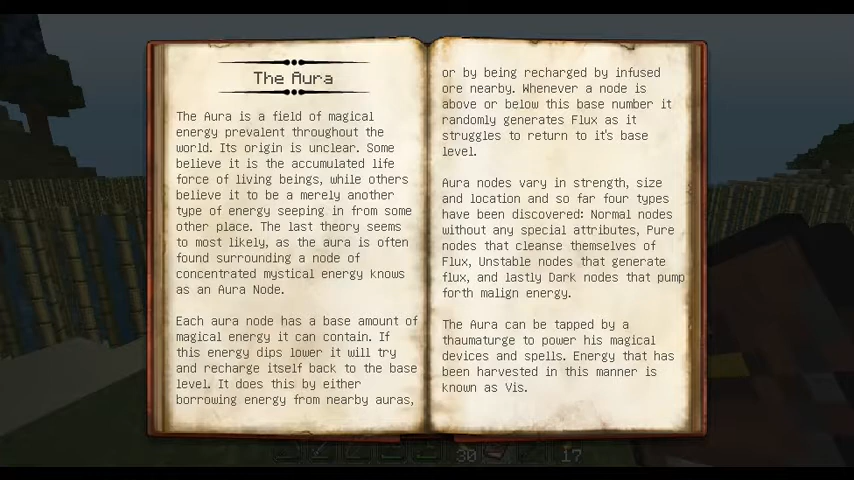 The Aura
The Aura is a field of magical
energy prevalent throughout the
world. Its origin is unclear. Some
believe it is the accumulated life
force of living beings, while others
believe it to be a merely another
type of energy seeping in from some
other place. The last theory seems
to most likely, as the aura is often
found surrounding a node of
concentrated mystical energy knows
as an Aura Node.
Each aura node has a base amount of
magical energy it can contain. If
this energy dips lower it will try
and recharge itself back to the base
level. It does this by either
borrowing energy from nearby auras,
or by being recharged by infused
ore nearby. Whenever a node is
above or below this base number it
randomly generates Flux as it
struggles to return to it's base
level.
Aura nodes vary in strength, size
and location and so far four types
have been discovered: Normal nodes
without any special attributes, Pure
nodes that cleanse themselves of
Flux, Unstable nodes that generate
flux, and lastly Dark nodes that pump
forth malign energy.
The Aura can be tapped by a
thaumaturge to power his magical
devices and spells. Energy that has
been harvested in this manner is
known as Vis.
30 17